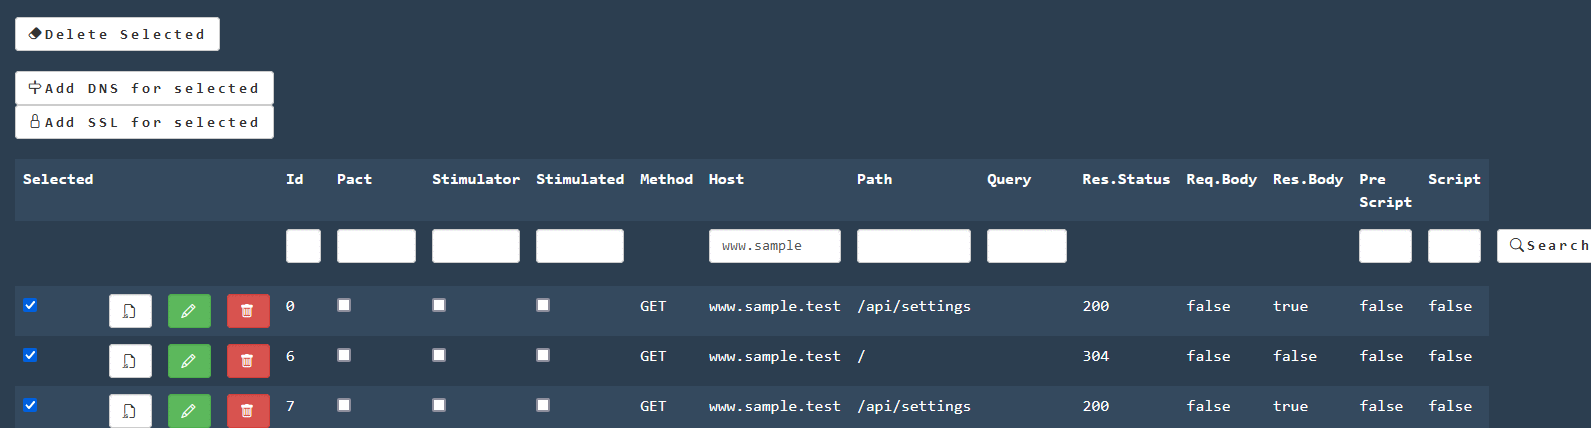 Delete Selected
Add DNS for selected
Add SSL for selected
Selected Id Pact Stimulator Stimulated Method Host Path Query Res.Status Req.Body Res.Body Pre Script Script
www.sample Search
0 GET www.sample.test /api/settings 200 false true false false
6 GET www.sample.test / 304 false false false false
7 GET www.sample.test /api/settings 200 false true false false